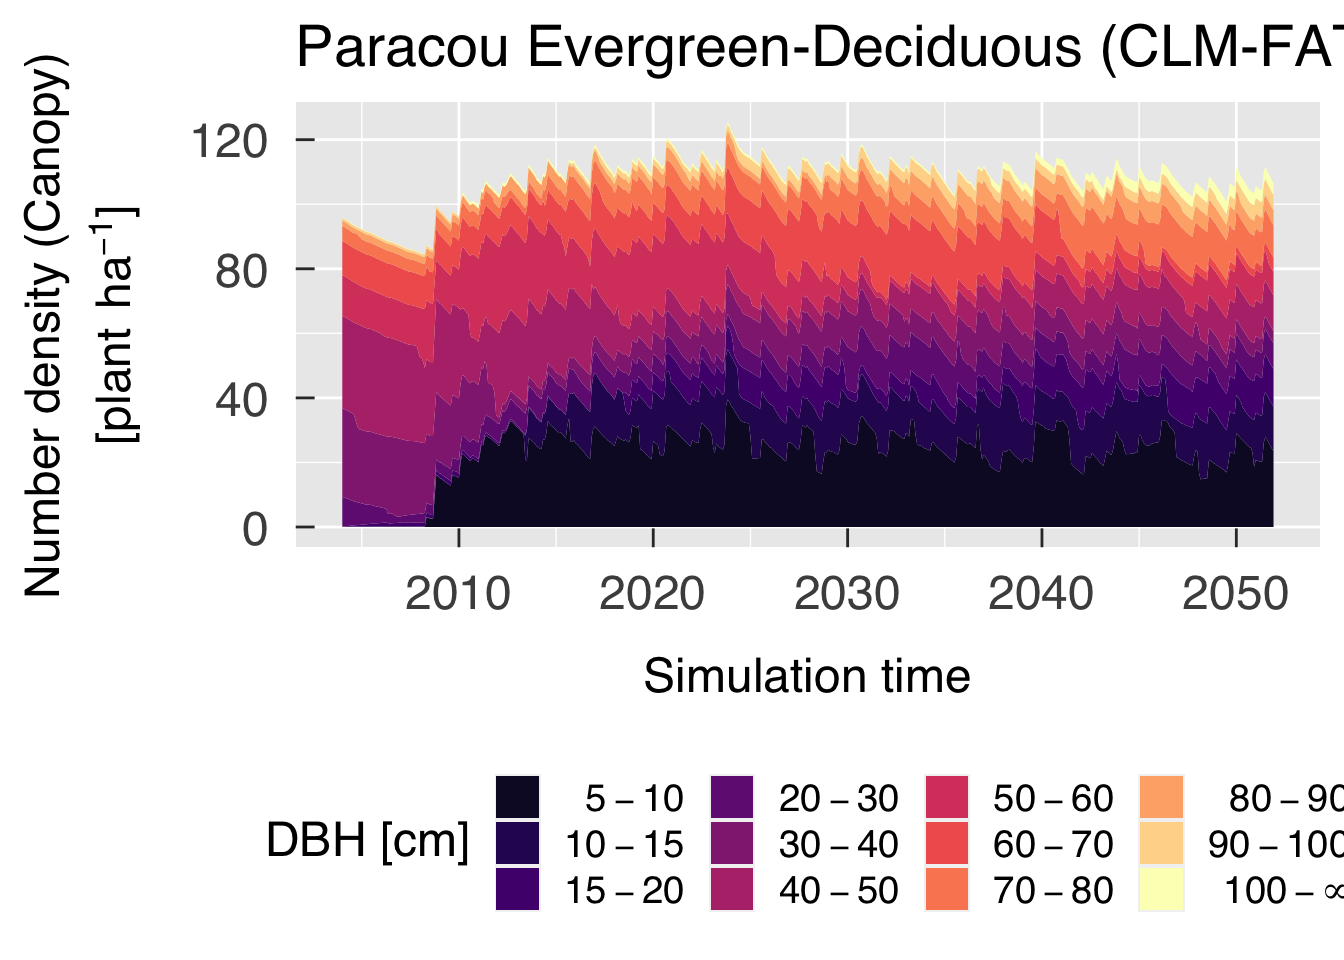 Paracou Evergreen-Deciduous (CLM-FAT
Number density (Canopy)
[plant ha⁻¹]
120
80
40
0
2010 2020 2030 2040 2050
Simulation time
DBH [cm]
5 – 10 20 – 30 50 – 60 80 – 90
10 – 15 30 – 40 60 – 70 90 – 100
15 – 20 40 – 50 70 – 80 100 – ∞